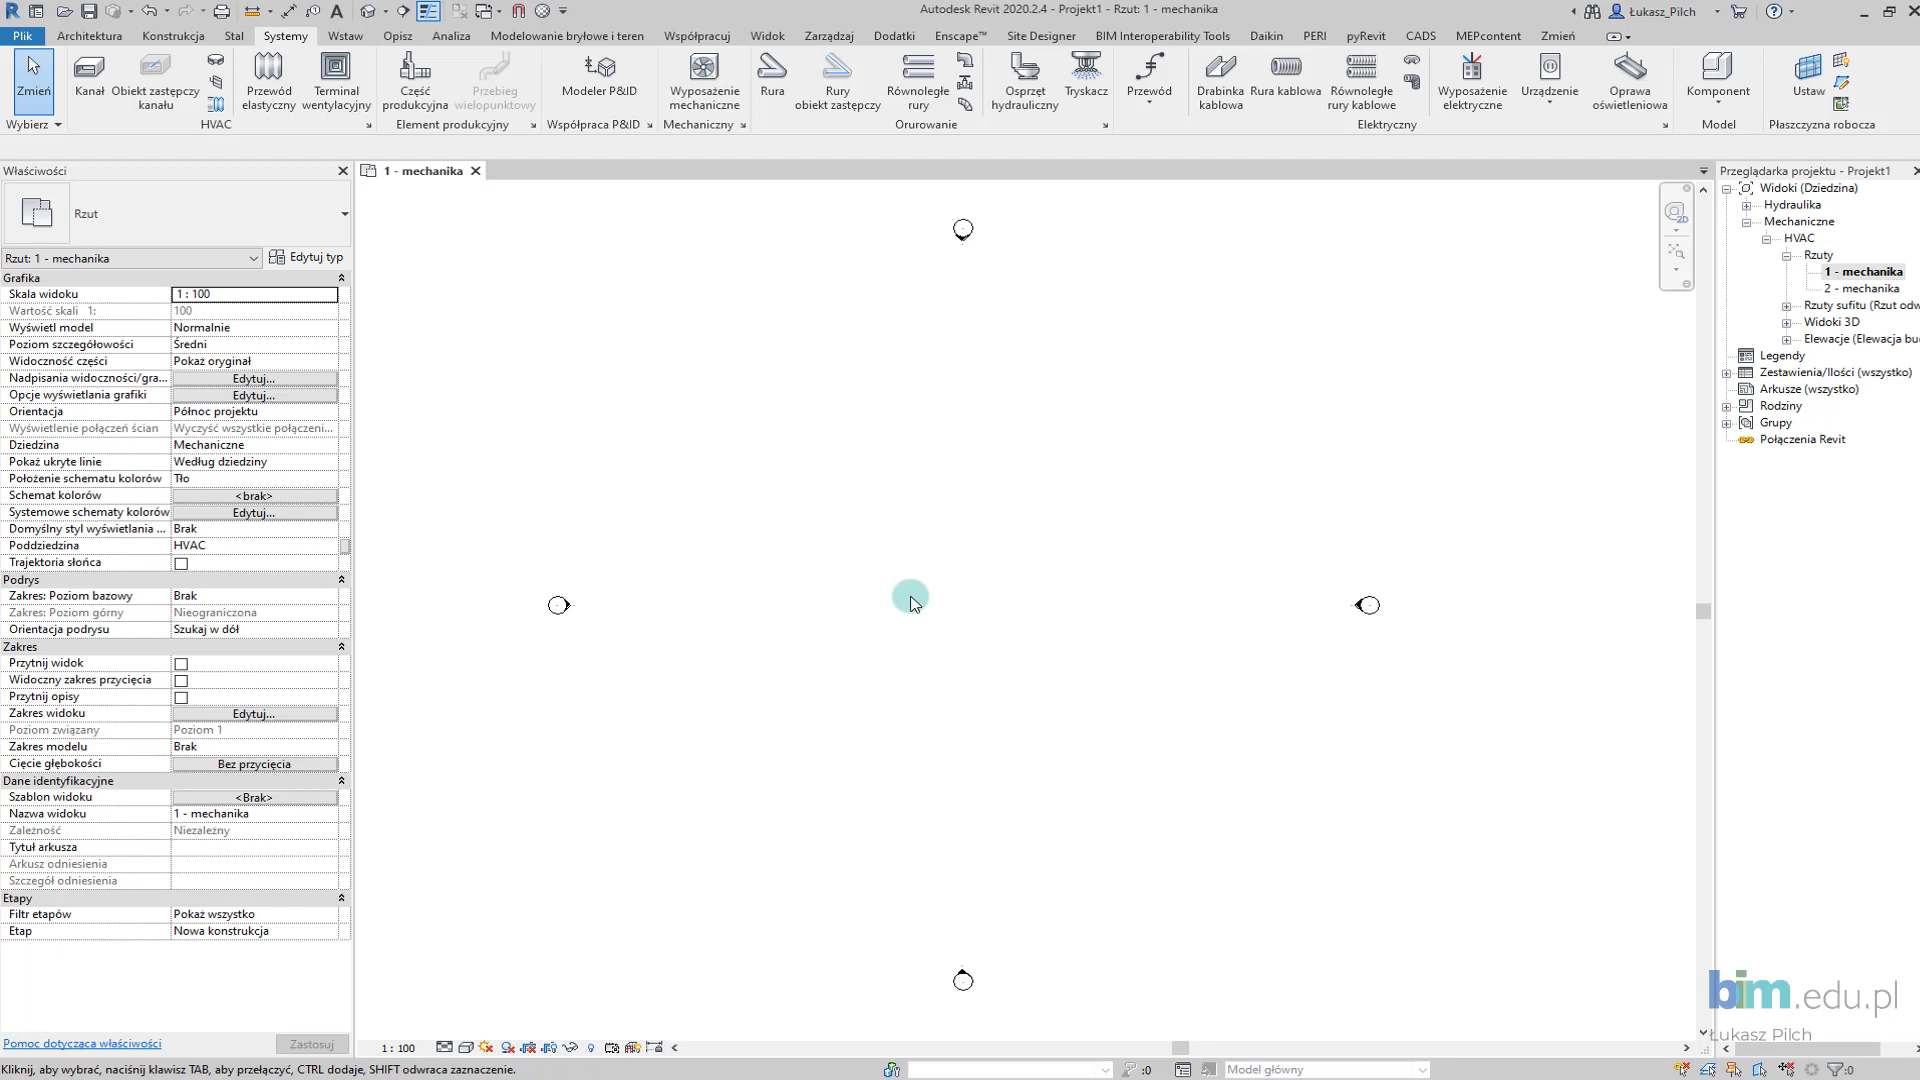 Autodesk Revit 2020.2.4 - Projekt1 - Rzut: 1 - mechanika
Łukasz_Pilch
Plik Architektura Konstrukcja Stal Systemy Wstaw Opisz Analiza Modelowanie bryłowe i teren Współpracuj Widok Zarządzaj Dodatki Enscape™ Site Designer BIM Interoperability Tools Daikin PERI pyRevit CADS MEPcontent Zmień
Zmień Kanał Obiekt zastępczy kanału Przewód elastyczny Terminal wentylacyjny Część produkcyjna Przebieg wielopunktowy Modeler P&ID Wyposażenie mechaniczne Rura Rury obiekt zastępczy Równoległe rury Osprzęt hydrauliczny Tryskacz Przewód Drabinka kablowa Rura kablowa Równoległe rury kablowe Wyposażenie elektryczne Urządzenie Oprawa oświetleniowa Komponent Ustaw
Wybierz HVAC Element produkcyjny Współpraca P&ID Mechaniczny Orurowanie Elektryczny Model Płaszczyzna robocza
Właściwości
1 - mechanika
Przeglądarka projektu - Projekt1
Rzut
Rzut: 1 - mechanika Edytuj typ
Grafika
Skala widoku 1 : 100
Wartość skali 1: 100
Wyświetl model Normalnie
Poziom szczegółowości Średni
Widoczność części Pokaż oryginał
Nadpisania widoczności/gra... Edytuj...
Opcje wyświetlania grafiki Edytuj...
Orientacja Północ projektu
Wyświetlenie połączeń ścian Wyczyść wszystkie połączeni...
Dziedzina Mechaniczne
Pokaż ukryte linie Według dziedziny
Położenie schematu kolorów Tło
Schemat kolorów <brak>
Systemowe schematy kolorów Edytuj...
Domyślny styl wyświetlania ... Brak
Poddziedzina HVAC
Trajektoria słońca
Podrys
Zakres: Poziom bazowy Brak
Zakres: Poziom górny Nieograniczona
Orientacja podrysu Szukaj w dół
Zakres
Przytnij widok
Widoczny zakres przycięcia
Przytnij opisy
Zakres widoku Edytuj...
Poziom związany Poziom 1
Zakres modelu Brak
Cięcie głębokości Bez przycięcia
Dane identyfikacyjne
Szablon widoku <Brak>
Nazwa widoku 1 - mechanika
Zależność Niezależny
Tytuł arkusza
Arkusz odniesienia
Szczegół odniesienia
Etapy
Filtr etapów Pokaż wszystko
Etap Nowa konstrukcja
Pomoc dotycząca właściwości Zastosuj
2D
Widoki (Dziedzina)
Hydraulika
Mechaniczne
HVAC
Rzuty
1 - mechanika
2 - mechanika
Rzuty sufitu (Rzut odw
Widoki 3D
Elewacje (Elewacja bu
Legendy
Zestawienia/Ilości (wszystko)
Arkusze (wszystko)
Rodziny
Grupy
Połączenia Revit
bim.edu.pl
Łukasz Pilch
1 : 100
Kliknij, aby wybrać, naciśnij klawisz TAB, aby przełączyć, CTRL dodaje, SHIFT odwraca zaznaczenie.
:0 Model główny :0